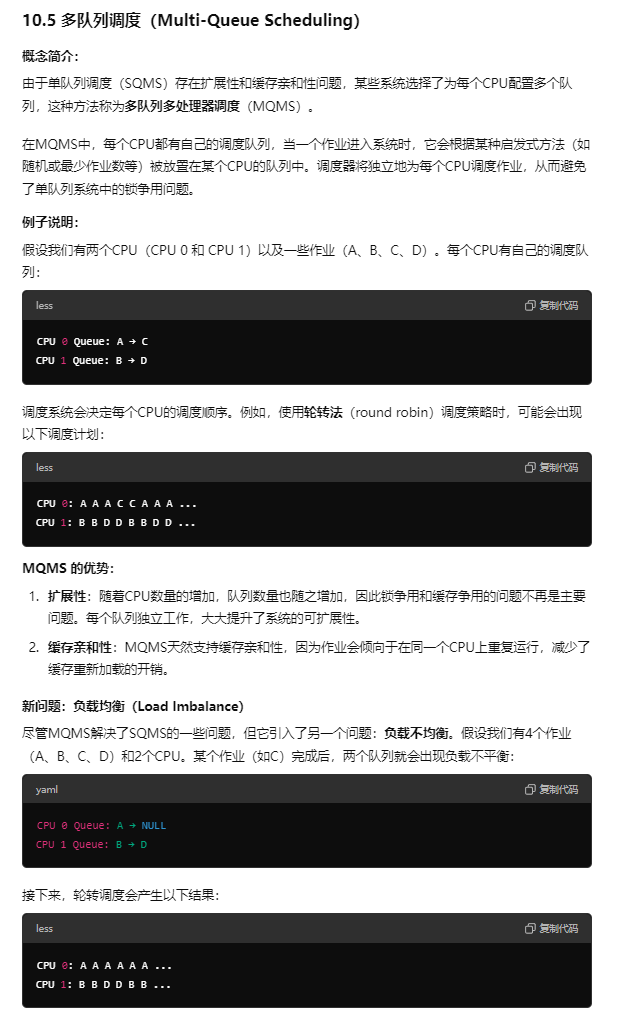 10.5 多队列调度（Multi-Queue Scheduling）
概念简介：
由于单队列调度（SQMS）存在扩展性和缓存亲和性问题，某些系统选择了为每个CPU配置多个队
列，这种方法称为多队列多处理器调度（MQMS）。
在MQMS中，每个CPU都有自己的调度队列，当一个作业进入系统时，它会根据某种启发式方法（如
随机或最少作业数等）被放置在某个CPU的队列中。调度器将独立地为每个CPU调度作业，从而避免
了单队列系统中的锁争用问题。
例子说明：
假设我们有两个CPU（CPU 0 和 CPU 1）以及一些作业（A、B、C、D）。每个CPU有自己的调度队
列：
less 复制代码
CPU 0 Queue: A → C
CPU 1 Queue: B → D
调度系统会决定每个CPU的调度顺序。例如，使用轮转法（round robin）调度策略时，可能会出现
以下调度计划：
less 复制代码
CPU 0: A A A C C A A A ...
CPU 1: B B D D B B D D ...
MQMS 的优势：
1. 扩展性：随着CPU数量的增加，队列数量也随之增加，因此锁争用和缓存争用的问题不再是主要
问题。每个队列独立工作，大大提升了系统的可扩展性。
2. 缓存亲和性：MQMS天然支持缓存亲和性，因为作业会倾向于在同一个CPU上重复运行，减少了
缓存重新加载的开销。
新问题：负载均衡（Load Imbalance）
尽管MQMS解决了SQMS的一些问题，但它引入了另一个问题：负载不均衡。假设我们有4个作业
（A、B、C、D）和2个CPU。某个作业（如C）完成后，两个队列就会出现负载不平衡：
yaml 复制代码
CPU 0 Queue: A → NULL
CPU 1 Queue: B → D
接下来，轮转调度会产生以下结果：
less 复制代码
CPU 0: A A A A A A ...
CPU 1: B B D D B B ...